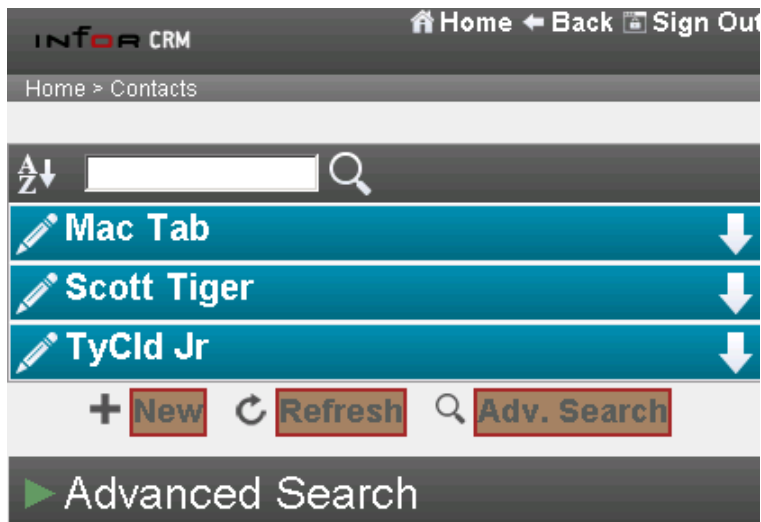 Infor CRM
Home Back Sign Out
Home > Contacts
A
Z
Mac Tab
Scott Tiger
TyCld Jr
New Refresh Adv. Search
Advanced Search